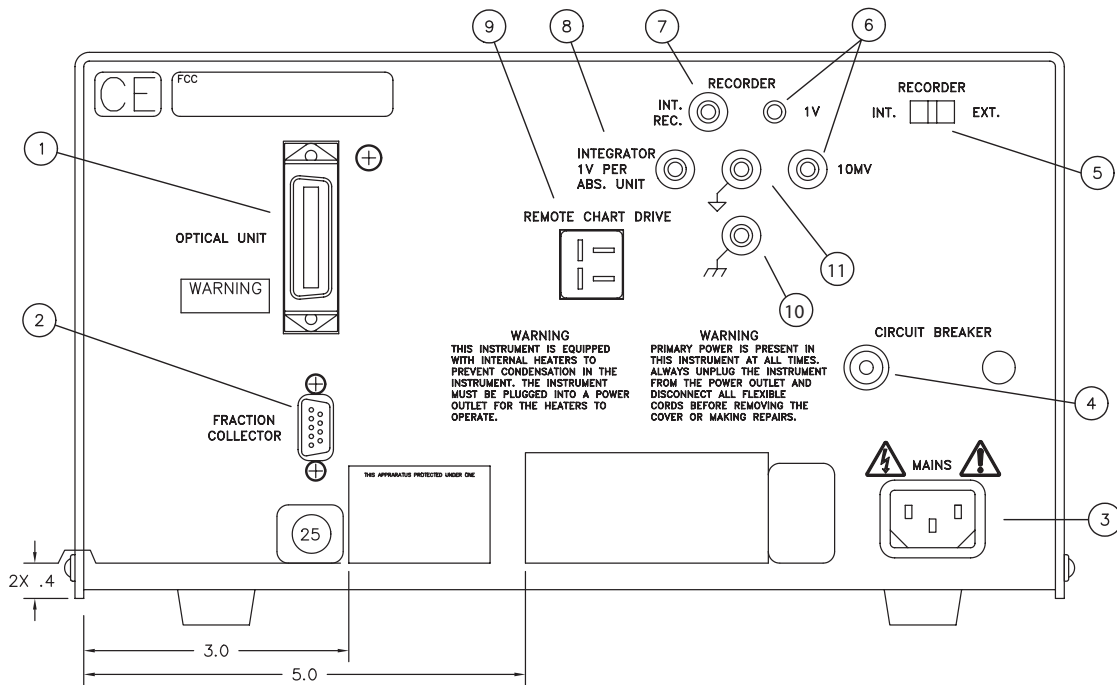 9
8
7
6
CE
FCC
RECORDER
INT.
REC.
1V
RECORDER
INT.
EXT.
1
5
INTEGRATOR
1V PER
ABS. UNIT
10MV
REMOTE CHART DRIVE
OPTICAL UNIT
11
WARNING
10
2
WARNING
THIS INSTRUMENT IS EQUIPPED
WITH INTERNAL HEATERS TO
PREVENT CONDENSATION IN THE
INSTRUMENT. THE INSTRUMENT
MUST BE PLUGGED INTO A POWER
OUTLET FOR THE HEATERS TO
OPERATE.
WARNING
PRIMARY POWER IS PRESENT IN
THIS INSTRUMENT AT ALL TIMES.
ALWAYS UNPLUG THE INSTRUMENT
FROM THE POWER OUTLET AND
DISCONNECT ALL FLEXIBLE
CORDS BEFORE REMOVING THE
COVER OR MAKING REPAIRS.
CIRCUIT BREAKER
4
FRACTION
COLLECTOR
MAINS
THIS APPRARATUS PROTECTED UNDER ONE
25
3
2X .4
3.0
5.0